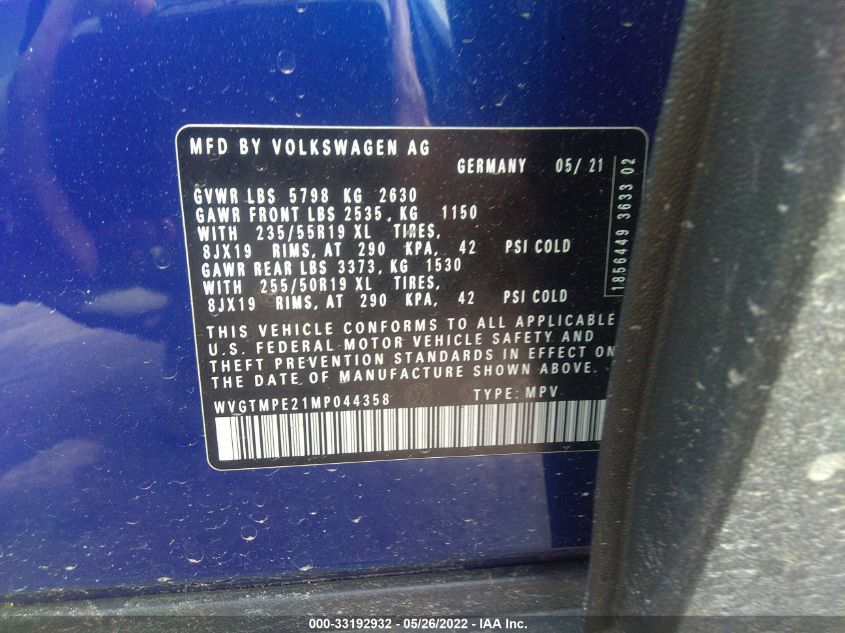 MFD BY VOLKSWAGEN AG
GERMANY 05/ 21
GVWR LBS 5798 KG 2630
GAWR FRONT LBS 2535, KG 1150
WITH 235/55R19 XL TIRES,
8JX19 RIMS, AT 290 KPA, 42 PSI COLD
GAWR REAR LBS 3373, KG 1530
WITH 255/50R19 XL TIRES,
8JX19 RIMS, AT 290 KPA, 42 PSI COLD
THIS VEHICLE CONFORMS TO ALL APPLICABLE
U.S. FEDERAL MOTOR VEHICLE SAFETY AND
THEFT PREVENTION STANDARDS IN EFFECT ON
THE DATE OF MANUFACTURE SHOWN ABOVE.
WVGTMPE21MP044358 TYPE: MPV
1856449 3633 02
000-33192932 - 05/26/2022 - IAA Inc.